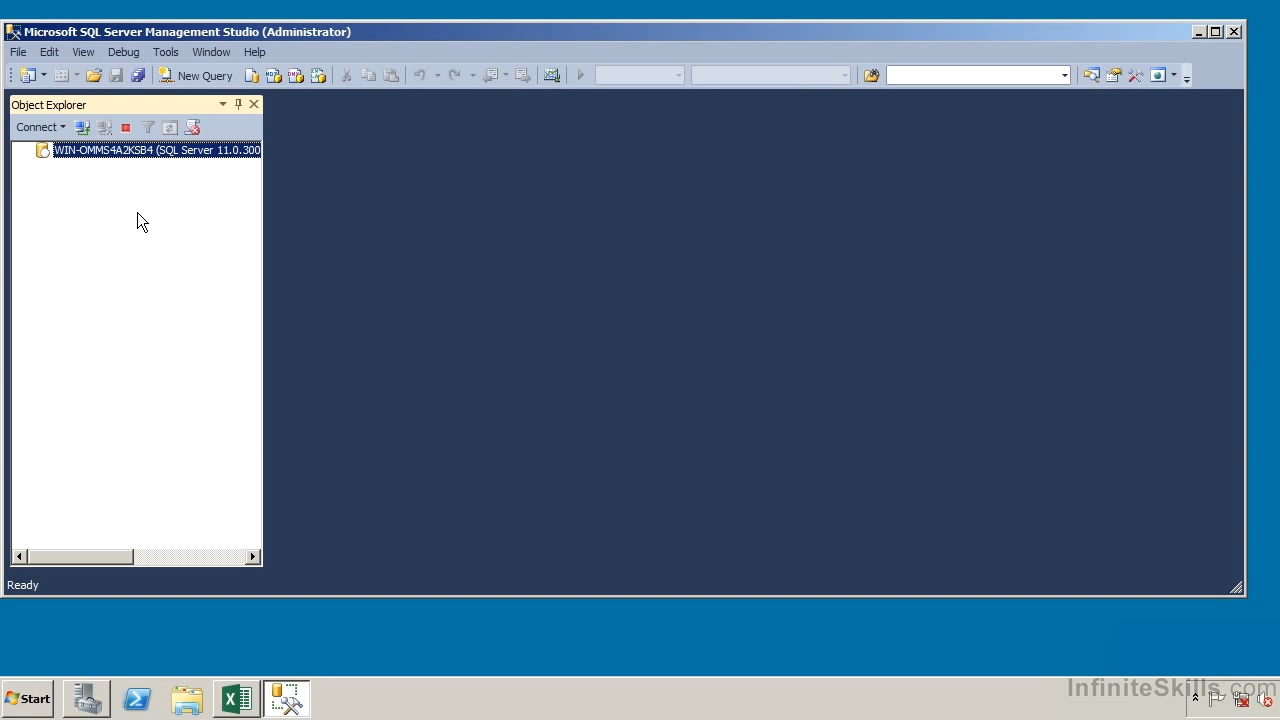 Microsoft SQL Server Management Studio (Administrator)
File Edit View Debug Tools Window Help
New Query
Object Explorer
Connect
WIN-OMMS4A2KSB4 (SQL Server 11.0.300
Ready
Start
InfiniteSkills.com